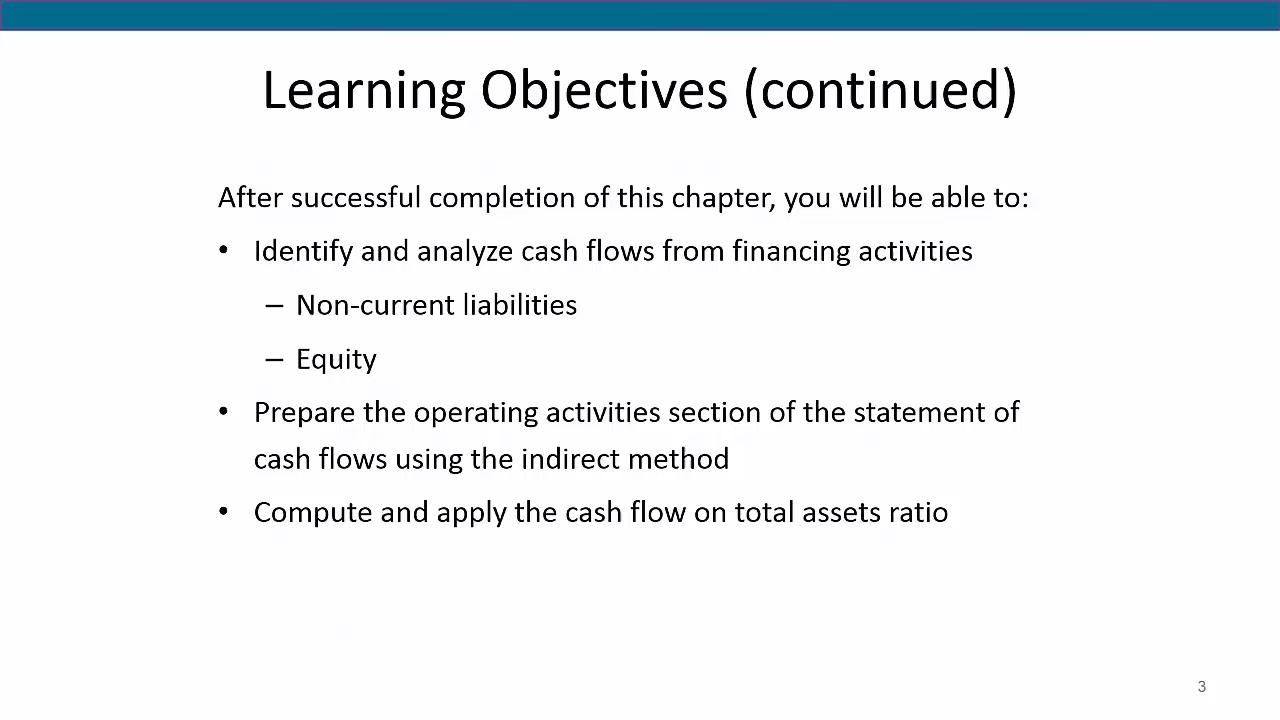 Learning Objectives (continued)
After successful completion of this chapter, you will be able to:
• Identify and analyze cash flows from financing activities
– Non-current liabilities
– Equity
• Prepare the operating activities section of the statement of
cash flows using the indirect method
• Compute and apply the cash flow on total assets ratio
3